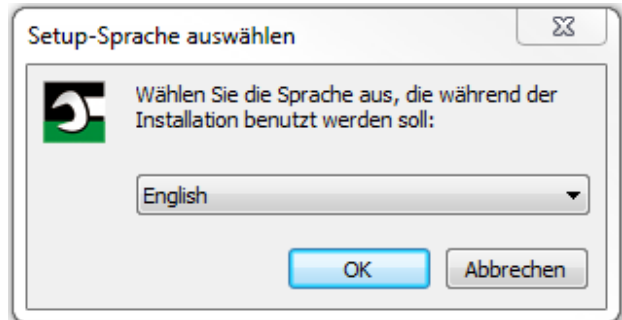 Setup-Sprache auswählen
Wählen Sie die Sprache aus, die während der
Installation benutzt werden soll:
English
OK
Abbrechen